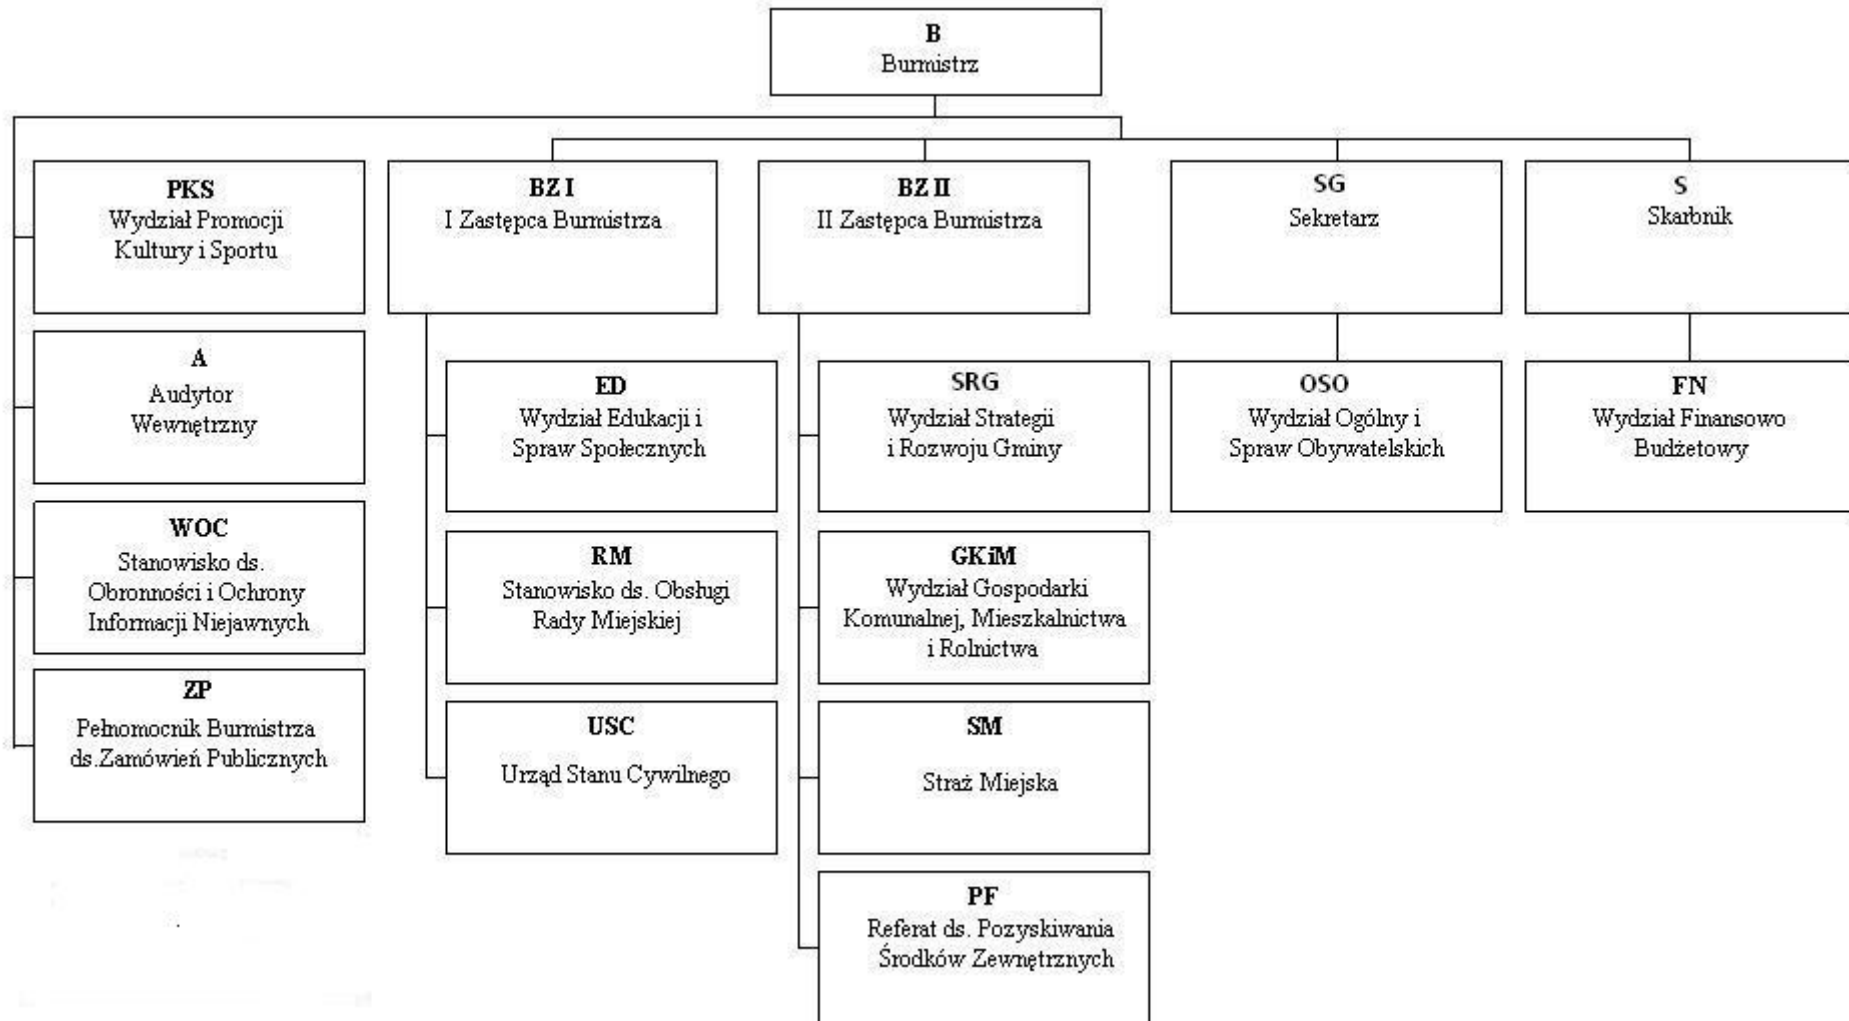 B
Burmistrz
PKS
Wydział Promocji
Kultury i Sportu
BZ I
I Zastępca Burmistrza
BZ II
II Zastępca Burmistrza
SG
Sekretarz
S
Skarbnik
A
Audytor
Wewnętrzny
WOC
Stanowisko ds.
Obronności i Ochrony
Informacji Niejawnych
ZP
Pełnomocnik Burmistrza
ds.Zamówień Publicznych
ED
Wydział Edukacji i
Spraw Społecznych
RM
Stanowisko ds. Obsługi
Rady Miejskiej
USC
Urząd Stanu Cywilnego
SRG
Wydział Strategii
i Rozwoju Gminy
GKiM
Wydział Gospodarki
Komunalnej, Mieszkalnictwa
i Rolnictwa
SM
Straż Miejska
PF
Referat ds. Pozyskiwania
Środków Zewnętrznych
OSO
Wydział Ogólny i
Spraw Obywatelskich
FN
Wydział Finansowo
Budżetowy